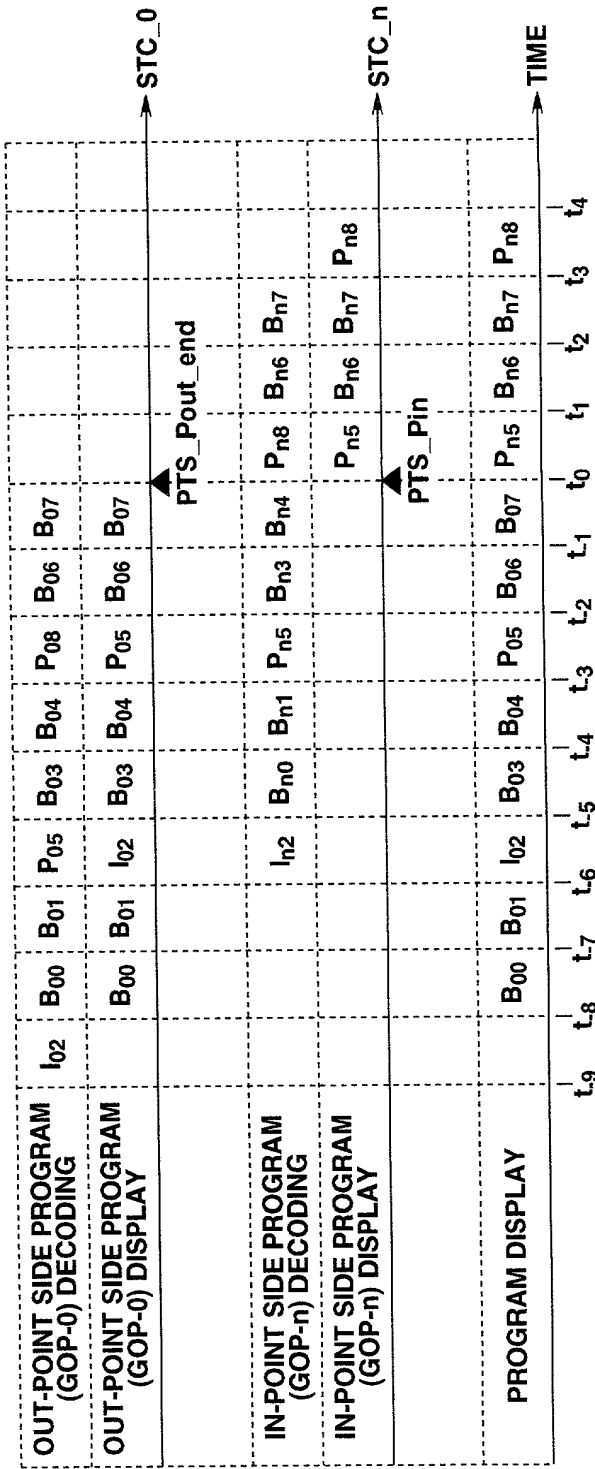 OUT-POINT SIDE PROGRAM
(GOP-0) DECODING
I02 B00 B01 P05 B03 B04 P08 B06 B07
OUT-POINT SIDE PROGRAM
(GOP-0) DISPLAY
B00 B01 I02 B03 B04 P05 B06 B07
STC_0
PTS_Pout_end
IN-POINT SIDE PROGRAM
(GOP-n) DECODING
In2 Bn0 Bn1 Pn5 Bn3 Bn4 Pn8 Bn6 Bn7
IN-POINT SIDE PROGRAM
(GOP-n) DISPLAY
Pn5 Bn6 Bn7 Pn8
STC_n
PTS_Pin
PROGRAM DISPLAY
B00 B01 I02 B03 B04 P05 B06 B07 Pn5 Bn6 Bn7 Pn8
TIME
t-9 t-8 t-7 t-6 t-5 t-4 t-3 t-2 t-1 t0 t1 t2 t3 t4